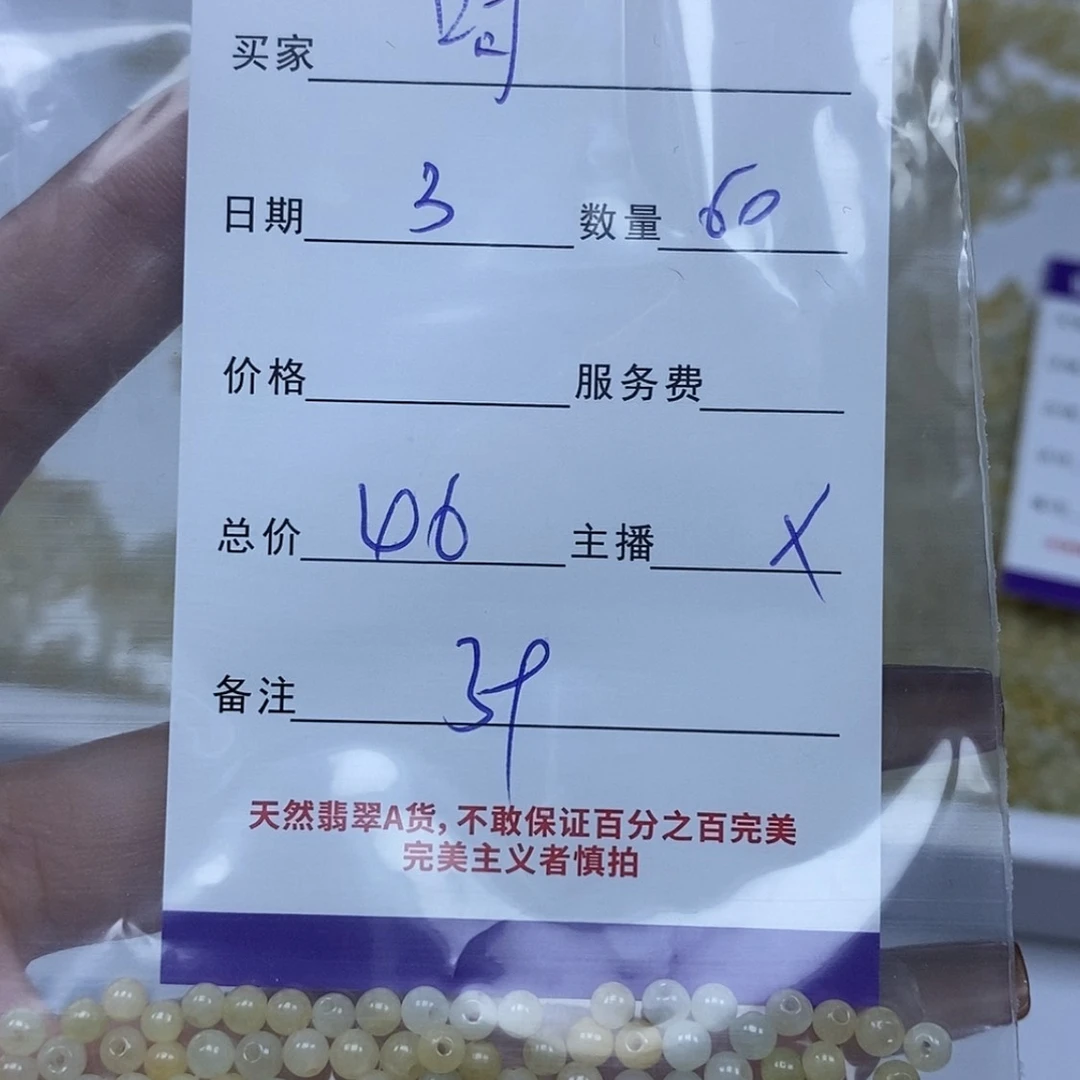 买家
日期 3 数量 60
价格 服务费
总价 406 主播 X
备注 39
天然翡翠A货,不敢保证百分之百完美
完美主义者慎拍